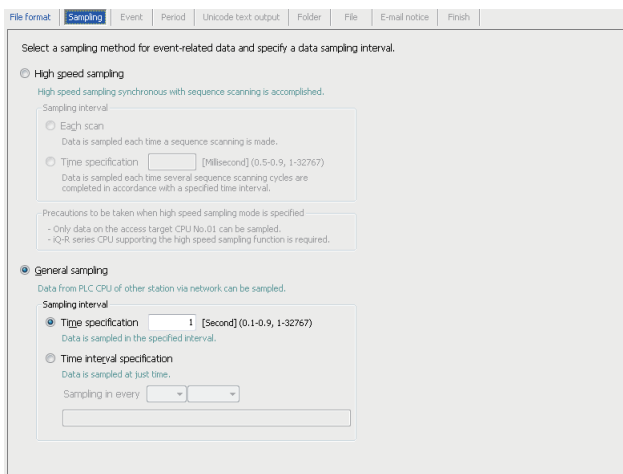 File format Sampling Event Period Unicode text output Folder File E-mail notice Finish
Select a sampling method for event-related data and specify a data sampling interval.
High speed sampling
High speed sampling synchronous with sequence scanning is accomplished.
Sampling interval
Each scan
Data is sampled each time a sequence scanning is made.
Time specification [Millisecond] (0.5-0.9, 1-32767)
Data is sampled each time several sequence scanning cycles are
completed in accordance with a specified time interval.
Precautions to be taken when high speed sampling mode is specified
- Only data on the access target CPU No.01 can be sampled.
- iQ-R series CPU supporting the high speed sampling function is required.
General sampling
Data from PLC CPU of other station via network can be sampled.
Sampling interval
Time specification 1 [Second] (0.1-0.9, 1-32767)
Data is sampled in the specified interval.
Time interval specification
Data is sampled at just time.
Sampling in every